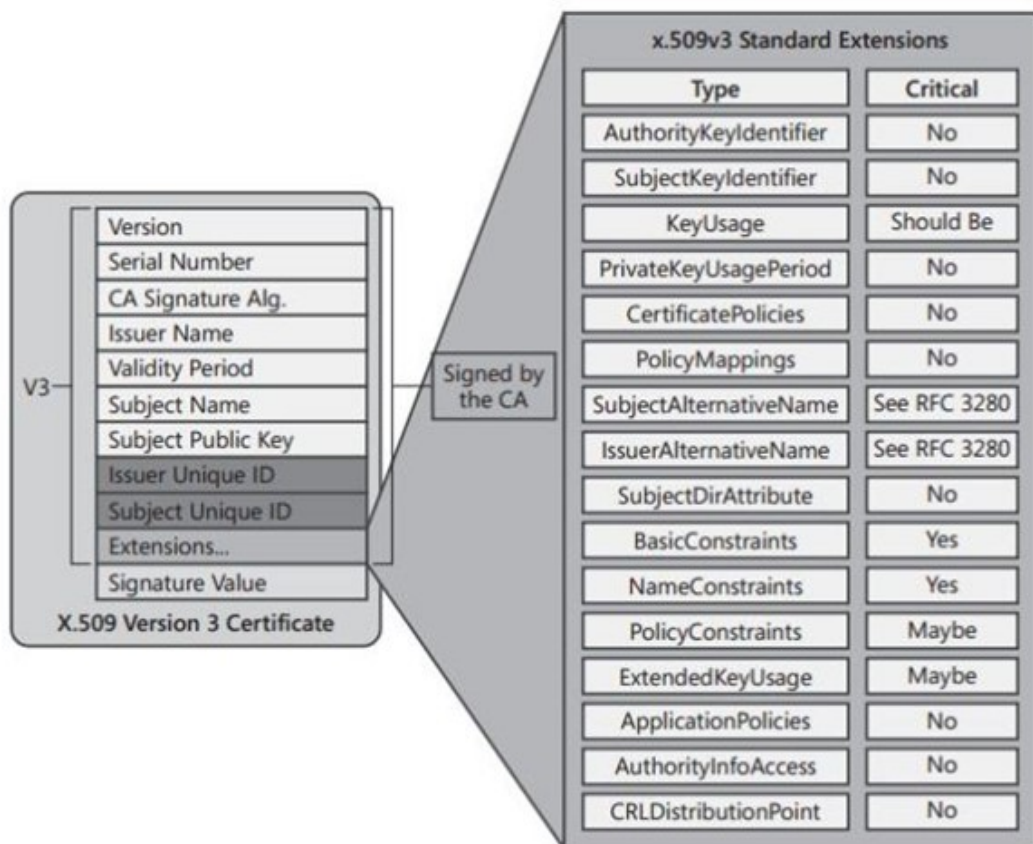 x.509v3 Standard Extensions
Type Critical
AuthorityKeyIdentifier No
SubjectKeyIdentifier No
KeyUsage Should Be
PrivateKeyUsagePeriod No
CertificatePolicies No
PolicyMappings No
SubjectAlternativeName See RFC 3280
IssuerAlternativeName See RFC 3280
SubjectDirAttribute No
BasicConstraints Yes
NameConstraints Yes
PolicyConstraints Maybe
ExtendedKeyUsage Maybe
ApplicationPolicies No
AuthorityInfoAccess No
CRLDistributionPoint No
V3
Version
Serial Number
CA Signature Alg.
Issuer Name
Validity Period
Subject Name
Subject Public Key
Issuer Unique ID
Subject Unique ID
Extensions...
Signature Value
X.509 Version 3 Certificate
Signed by
the CA